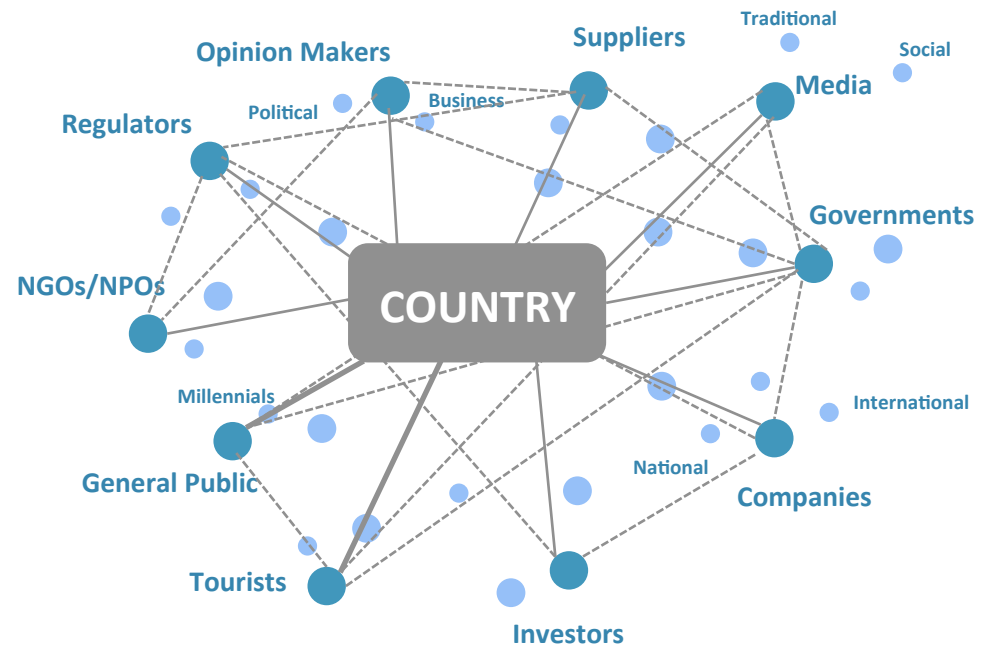 Traditional
Suppliers
Social
Opinion Makers
Media
Business
Political
Regulators
Governments
NGOs/NPOs
COUNTRY
Millennials
International
National
General Public
Companies
Tourists
Investors